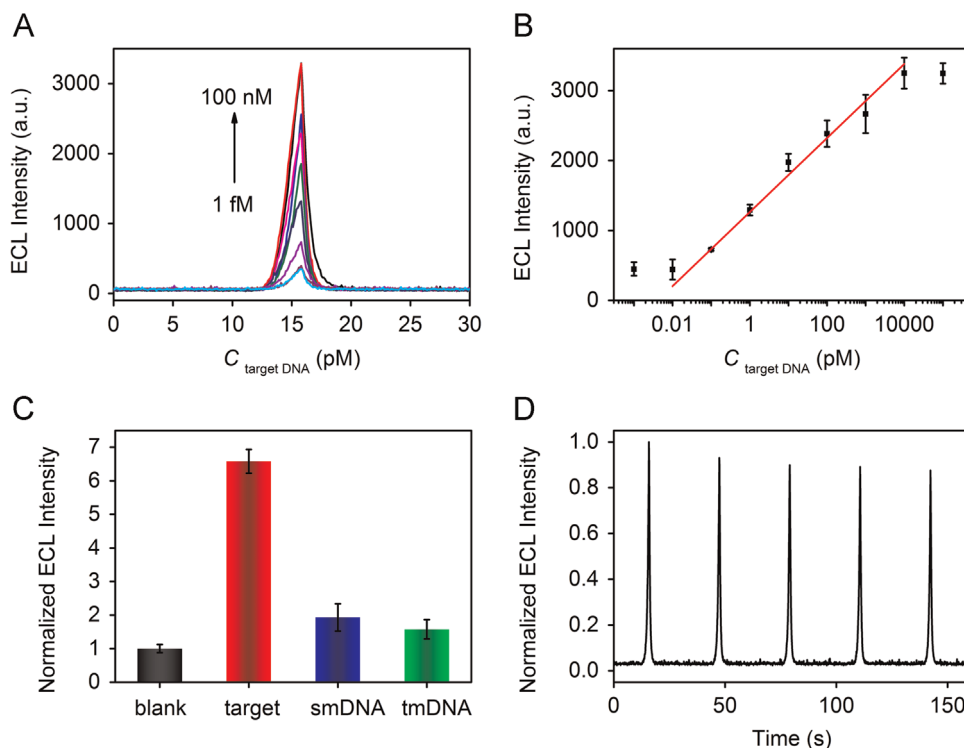 A
ECL Intensity (a.u.)
3000
2000
1000
0
100 nM
1 fM
0 5 10 15 20 25 30
C target DNA (pM)
B
ECL Intensity (a.u.)
3000
2000
1000
0
0.01 1 100 10000
C target DNA (pM)
C
Normalized ECL Intensity
7
6
5
4
3
2
1
0
blank target smDNA tmDNA
D
Normalized ECL Intensity
1.0
0.8
0.6
0.4
0.2
0.0
0 50 100 150
Time (s)